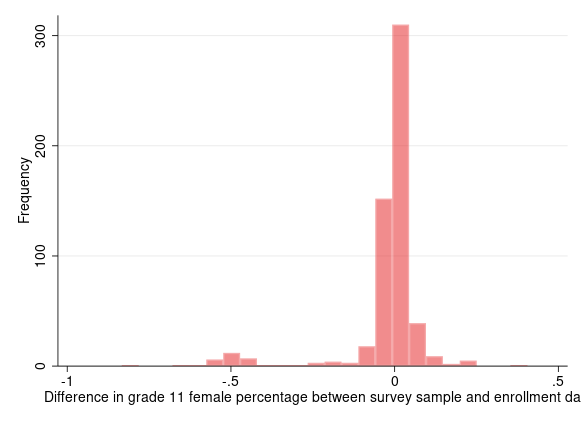 300
200
100
0
Frequency
-1 -.5 0 .5
Difference in grade 11 female percentage between survey sample and enrollment da